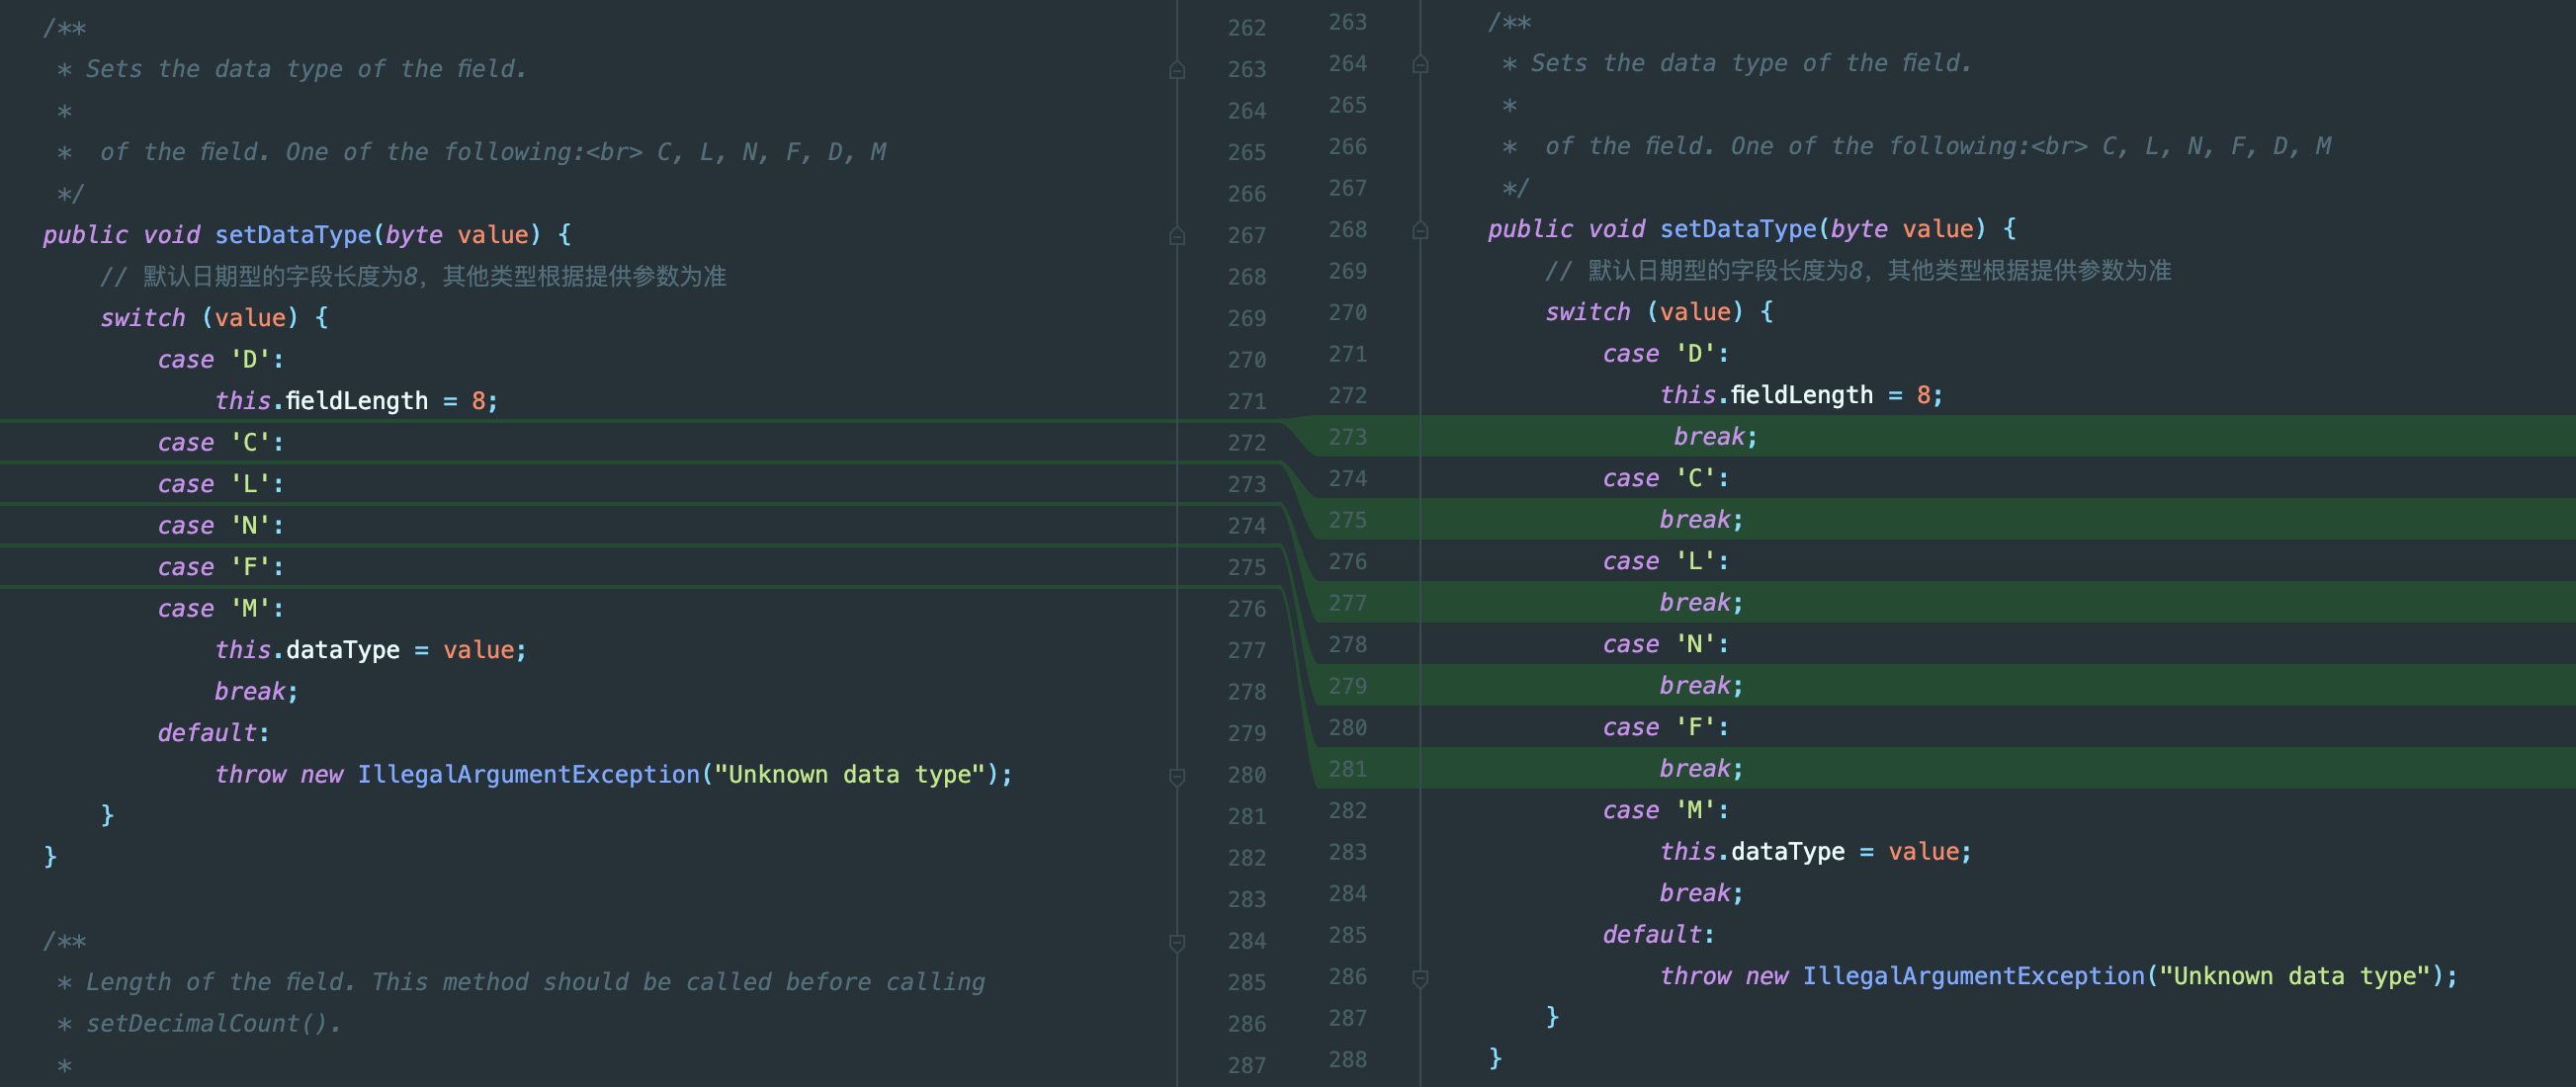 /**
 * Sets the data type of the field.
 *
 *  of the field. One of the following:<br> C, L, N, F, D, M
 */
public void setDataType(byte value) {
    // 默认日期型的字段长度为8，其他类型根据提供参数为准
    switch (value) {
        case 'D':
            this.fieldLength = 8;
        case 'C':
        case 'L':
        case 'N':
        case 'F':
        case 'M':
            this.dataType = value;
            break;
        default:
            throw new IllegalArgumentException("Unknown data type");
    }
}
/**
 * Length of the field. This method should be called before calling
 * setDecimalCount().
 *
262
263
264
265
266
267
268
269
270
271
272
273
274
275
276
277
278
279
280
281
282
283
284
285
286
287
263
264
265
266
267
268
269
270
271
272
273
274
275
276
277
278
279
280
281
282
283
284
285
286
287
288
/**
 * Sets the data type of the field.
 *
 *  of the field. One of the following:<br> C, L, N, F, D, M
 */
public void setDataType(byte value) {
    // 默认日期型的字段长度为8，其他类型根据提供参数为准
    switch (value) {
        case 'D':
            this.fieldLength = 8;
             break;
        case 'C':
            break;
        case 'L':
            break;
        case 'N':
            break;
        case 'F':
            break;
        case 'M':
            this.dataType = value;
            break;
        default:
            throw new IllegalArgumentException("Unknown data type");
    }
}